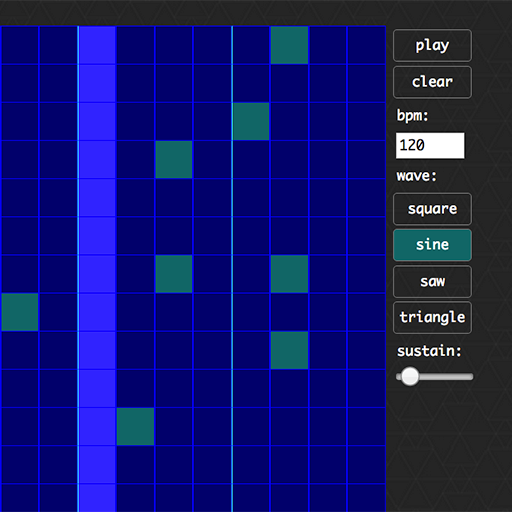 play
clear
bpm:
120
wave:
square
sine
saw
triangle
sustain: